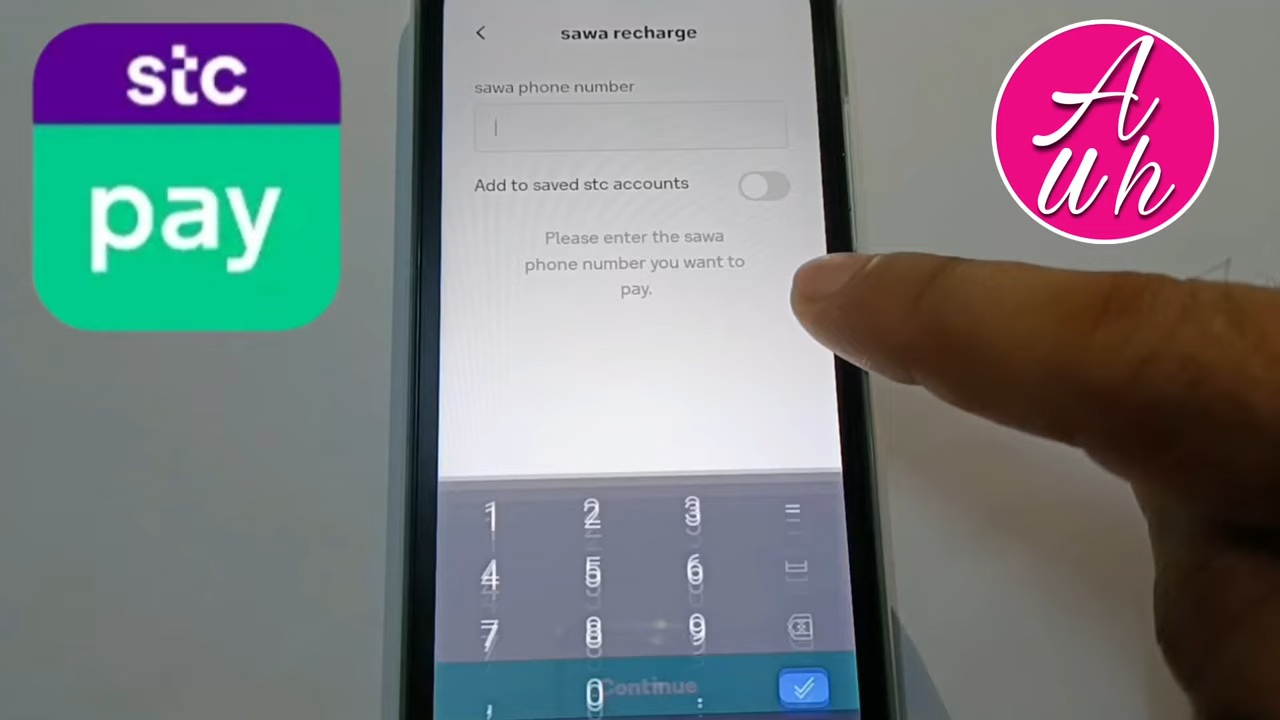 stc
pay
sawa recharge
sawa phone number
Add to saved stc accounts
Please enter the sawa
phone number you want to
pay.
1 2 3 =
4 5 6
7 8 9
, 0 .
Continue
A
wh